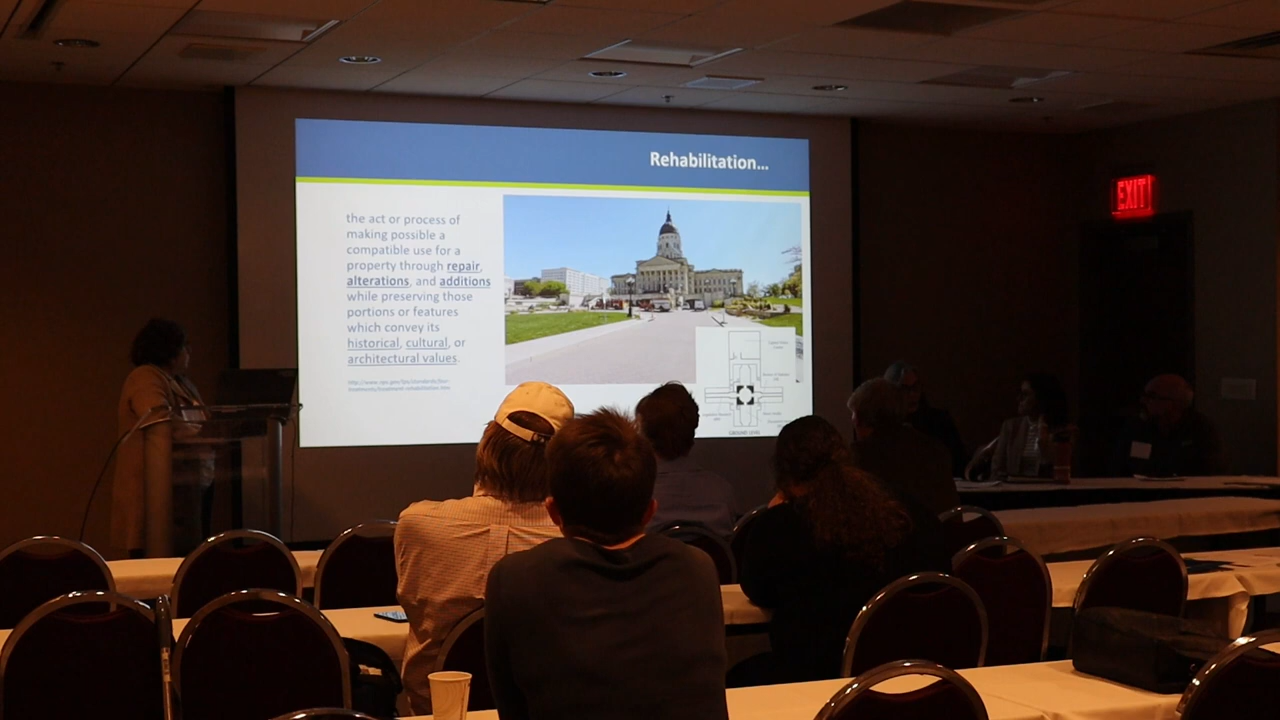 Rehabilitation...
the act or process of
making possible a
compatible use for a
property through repair,
alterations, and additions
while preserving those
portions or features
which convey its
historical, cultural, or
architectural values.
EXIT